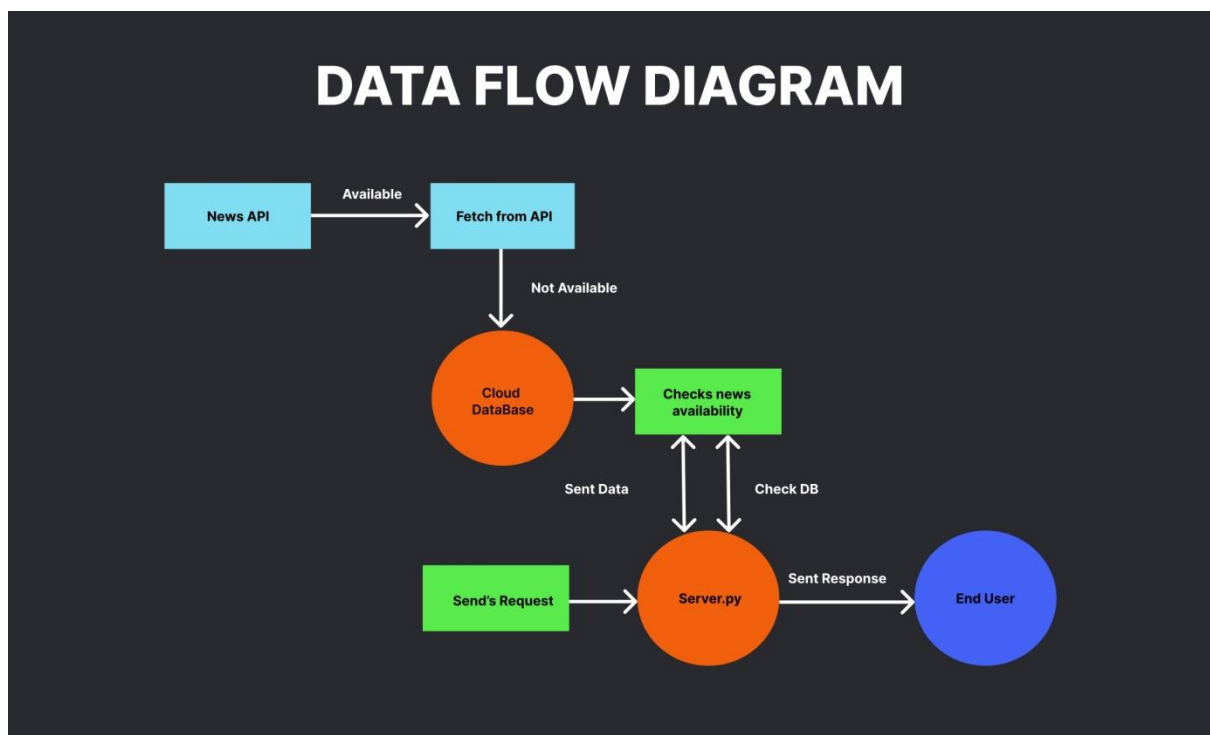 DATA FLOW DIAGRAM
News API
Available
Fetch from API
Not Available
Cloud
DataBase
Checks news
availability
Sent Data
Check DB
Send's Request
Server.py
Sent Response
End User